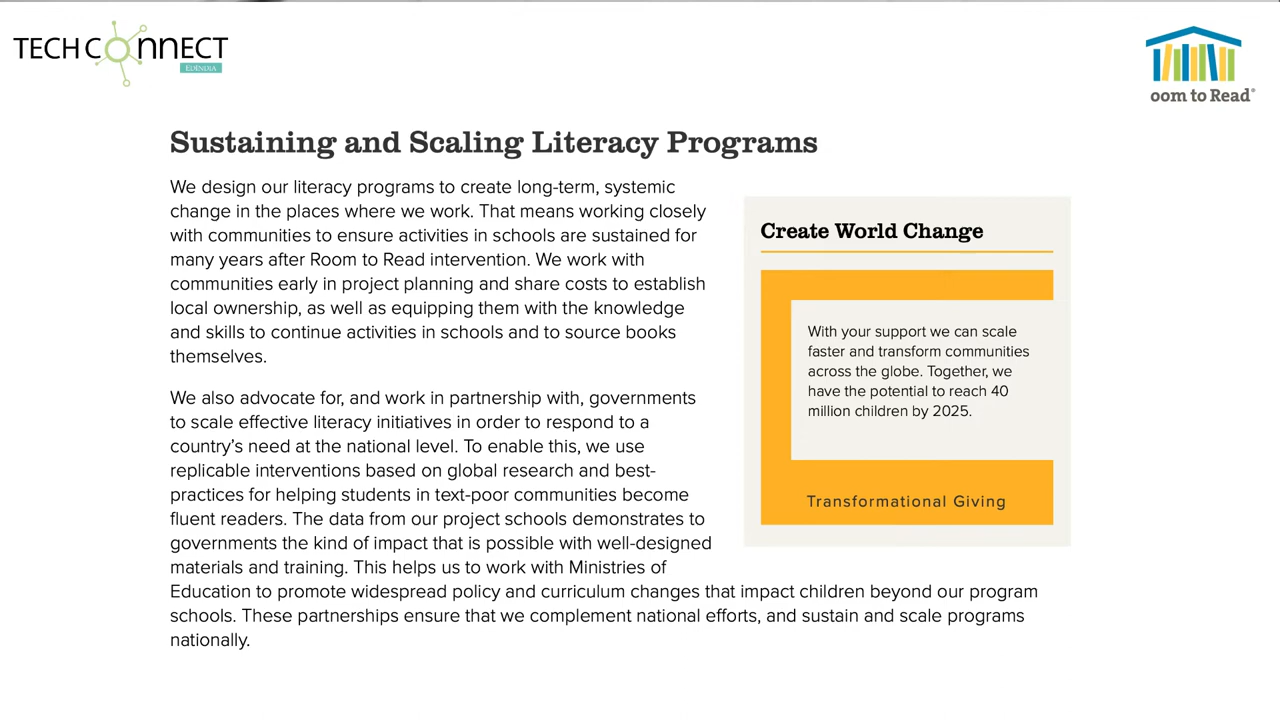 TECHCONNECT
EDINDIA
oom to Read®
Sustaining and Scaling Literacy Programs
We design our literacy programs to create long-term, systemic
change in the places where we work. That means working closely
with communities to ensure activities in schools are sustained for
many years after Room to Read intervention. We work with
communities early in project planning and share costs to establish
local ownership, as well as equipping them with the knowledge
and skills to continue activities in schools and to source books
themselves.
We also advocate for, and work in partnership with, governments
to scale effective literacy initiatives in order to respond to a
country’s need at the national level. To enable this, we use
replicable interventions based on global research and best-
practices for helping students in text-poor communities become
fluent readers. The data from our project schools demonstrates to
governments the kind of impact that is possible with well-designed
materials and training. This helps us to work with Ministries of
Education to promote widespread policy and curriculum changes that impact children beyond our program
schools. These partnerships ensure that we complement national efforts, and sustain and scale programs
nationally.
Create World Change
With your support we can scale
faster and transform communities
across the globe. Together, we
have the potential to reach 40
million children by 2025.
Transformational Giving